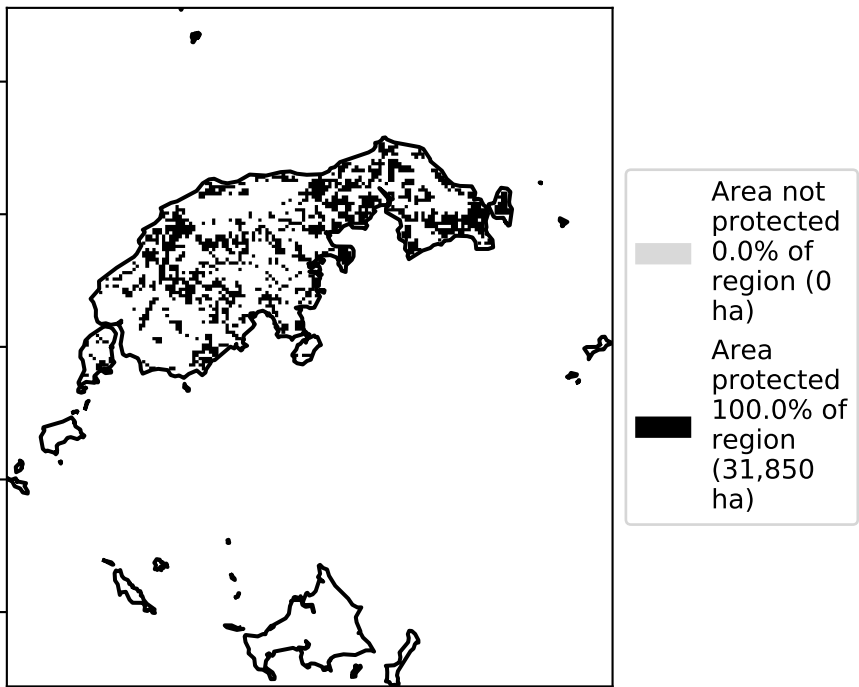 Area not
protected
0.0% of
region (0
ha)
Area
protected
100.0% of
region
(31,850
ha)